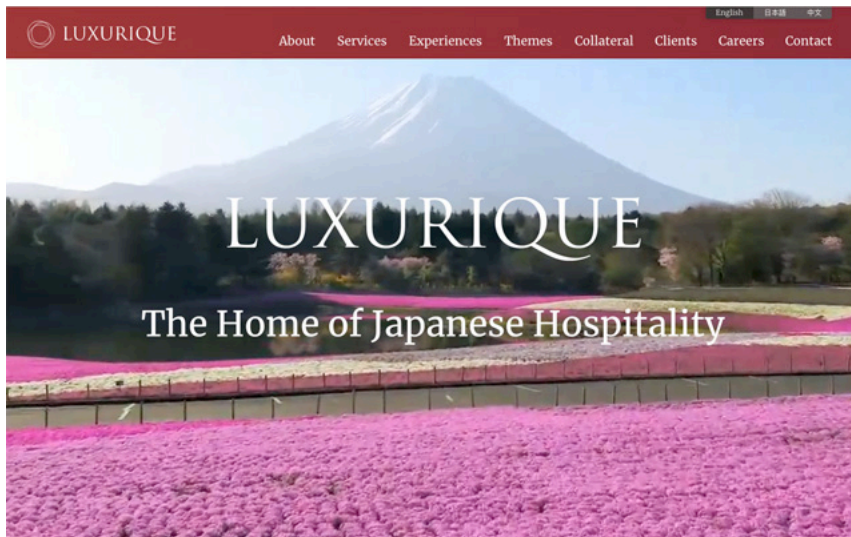 English 日本語 中文
LUXURIQUE
About Services Experiences Themes Collateral Clients Careers Contact
LUXURIQUE
The Home of Japanese Hospitality